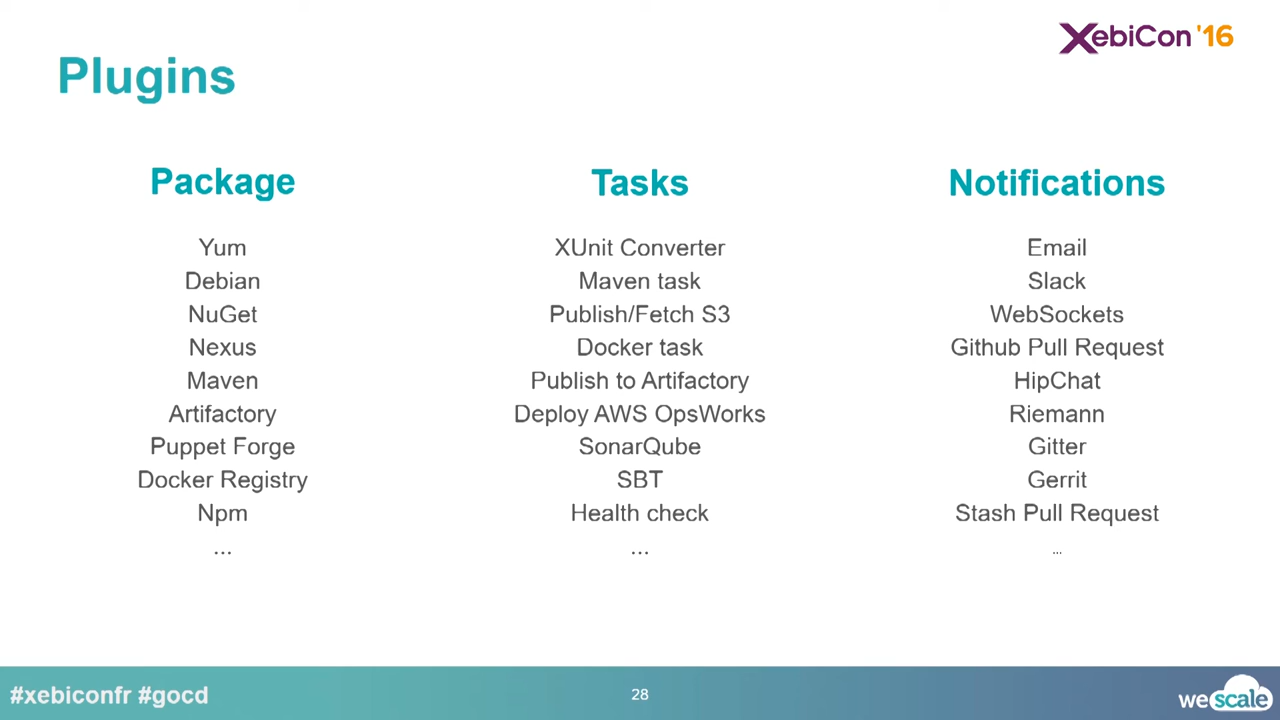 XebiCon '16
Plugins
Package
Yum
Debian
NuGet
Nexus
Maven
Artifactory
Puppet Forge
Docker Registry
Npm
...
Tasks
XUnit Converter
Maven task
Publish/Fetch S3
Docker task
Publish to Artifactory
Deploy AWS OpsWorks
SonarQube
SBT
Health check
...
Notifications
Email
Slack
WebSockets
Github Pull Request
HipChat
Riemann
Gitter
Gerrit
Stash Pull Request
...
#xebiconfr #gocd
28
wescale